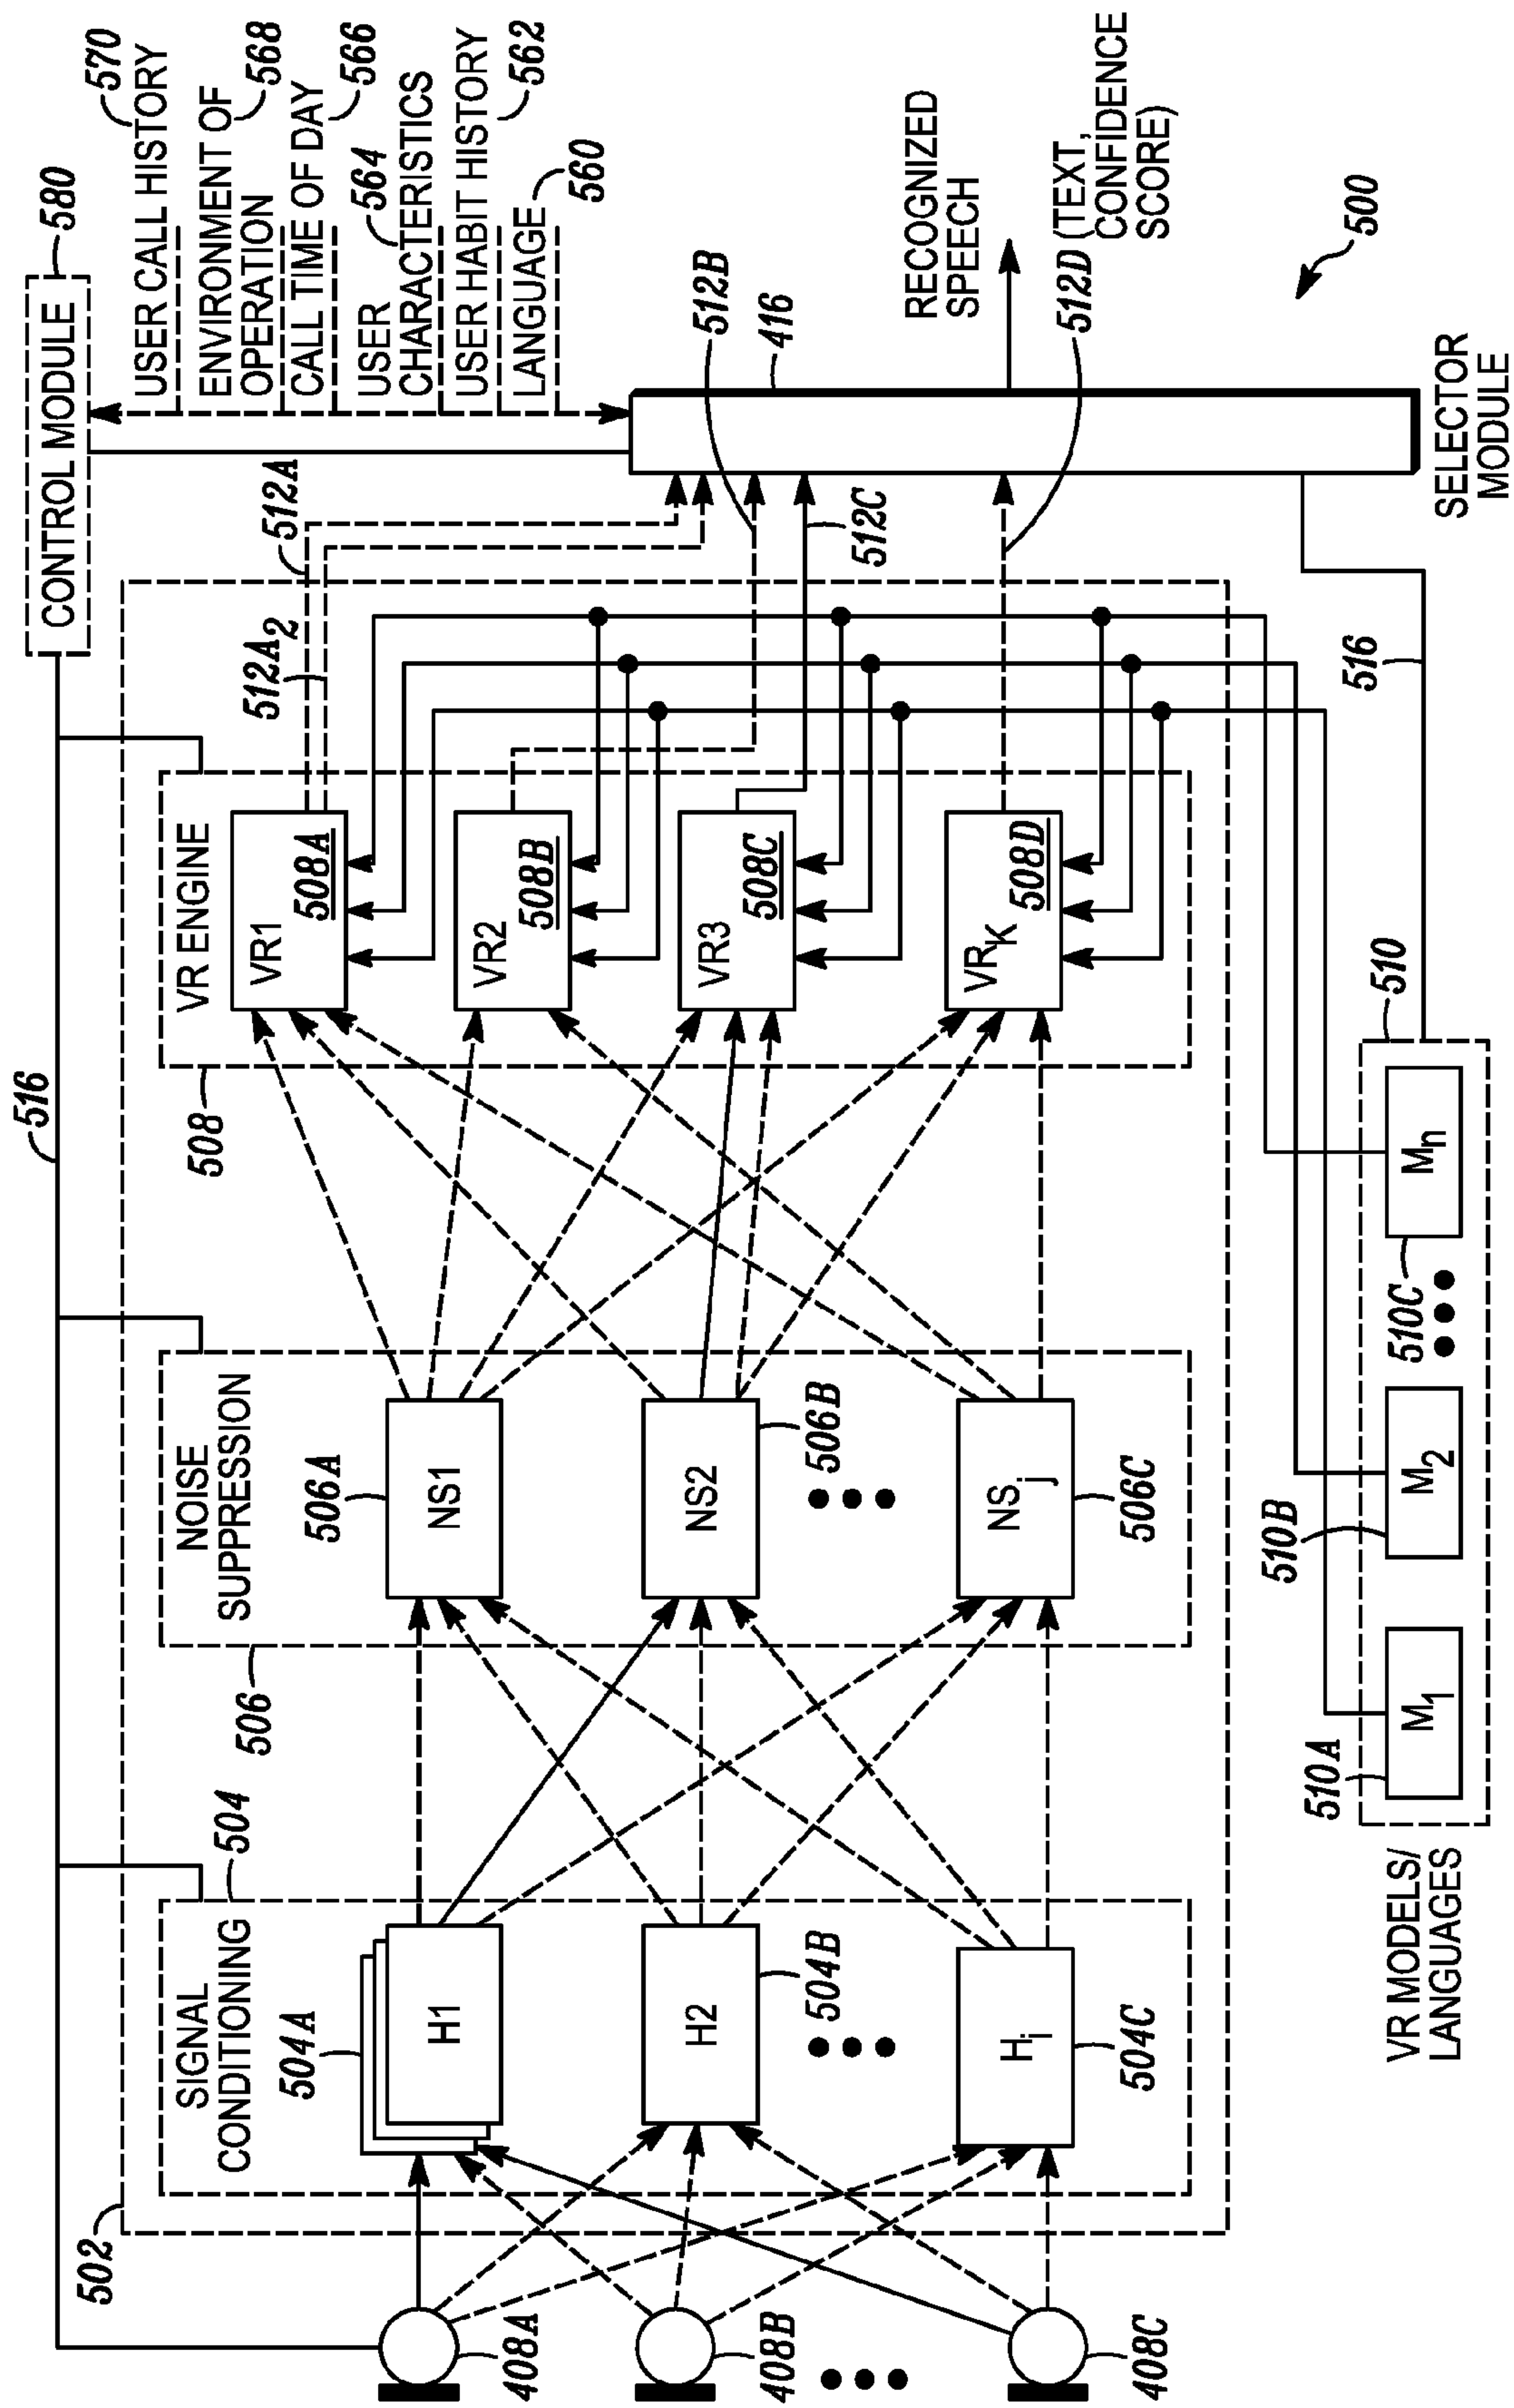 516
CONTROL MODULE
580
USER CALL HISTORY
570
ENVIRONMENT OF
OPERATION
568
CALL TIME OF DAY
566
USER
CHARACTERISTICS
564
USER HABIT HISTORY
562
LANGUAGE
560
502
SIGNAL
CONDITIONING
504
504A
H1
H2
504B
Hj
504C
408A
408B
408C
506
NOISE
SUPPRESSION
506A
NS1
NS2
506B
NSj
506C
508
VR ENGINE
VR1
508A
VR2
508B
VR3
508C
VRK
508D
512A2
512A
512B
512C
416
RECOGNIZED
SPEECH
512D (TEXT,
CONFIDENCE
SCORE)
500
SELECTOR
MODULE
516
VR MODELS/
LANGUAGES
510A
M1
510B
M2
510C
Mn
510